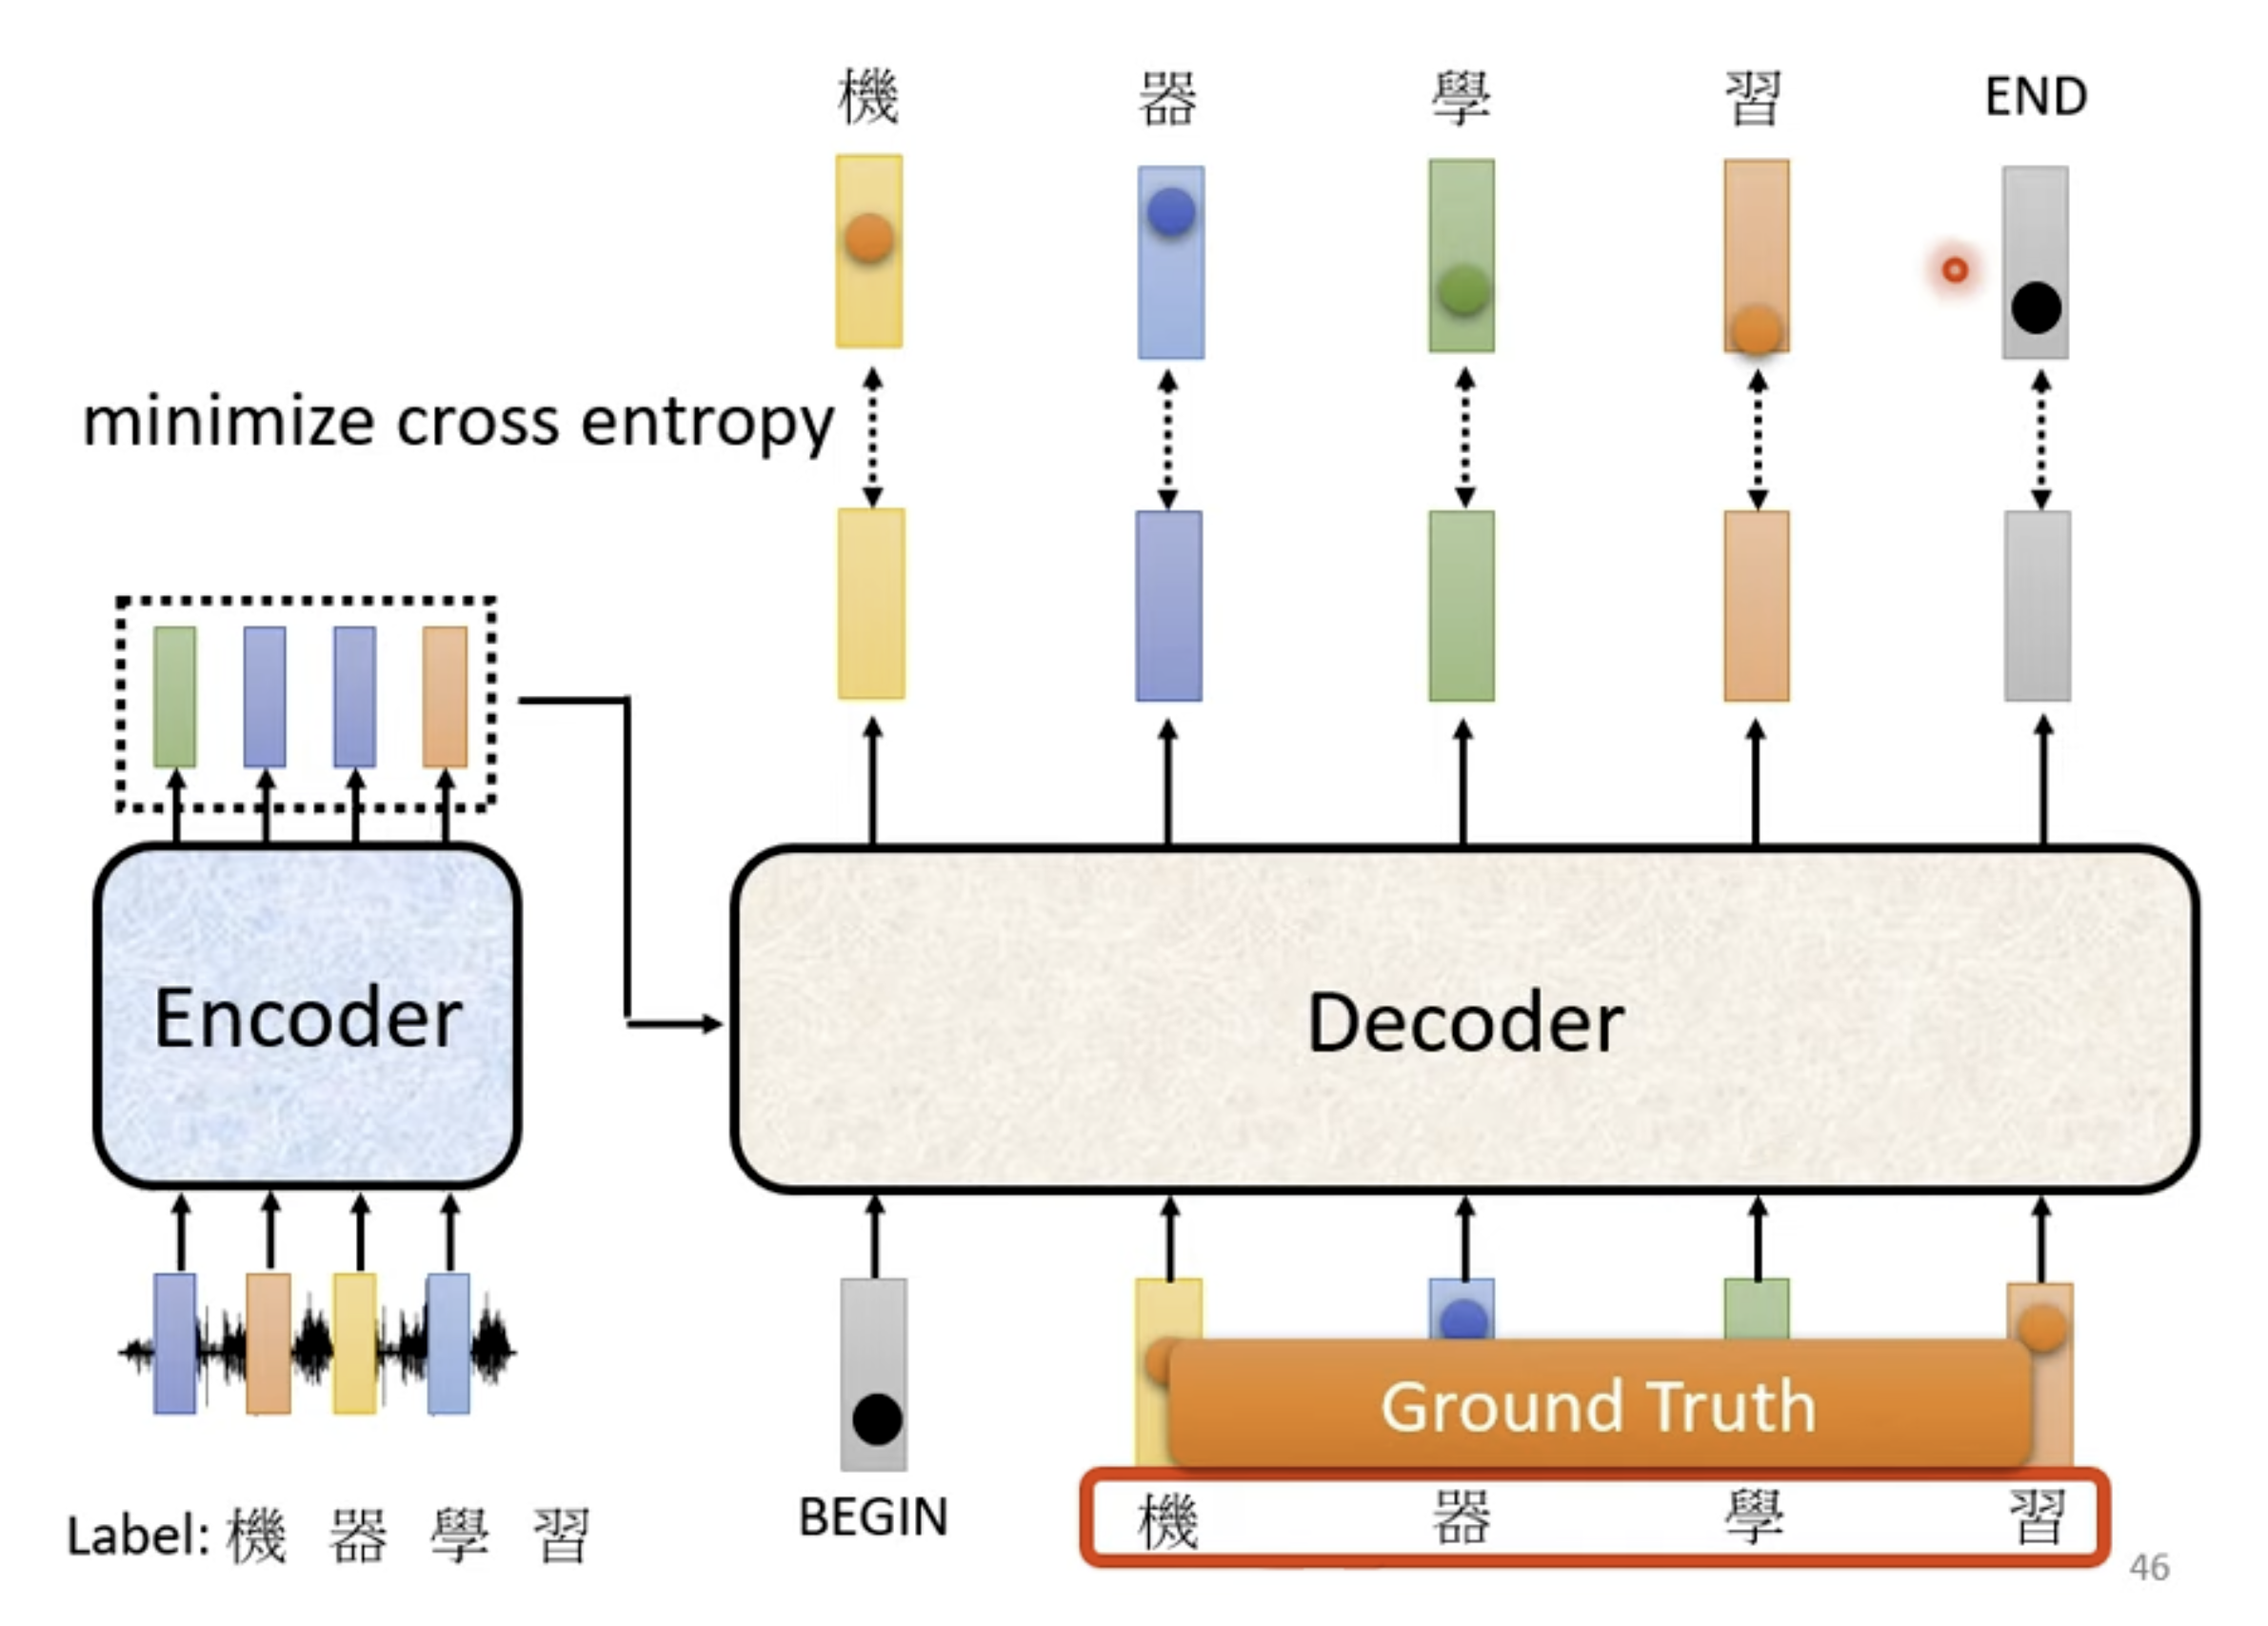 機 器 學 習 END
minimize cross entropy
Encoder
Decoder
Ground Truth
Label: 機 器 學 習
BEGIN 機 器 學 習
46